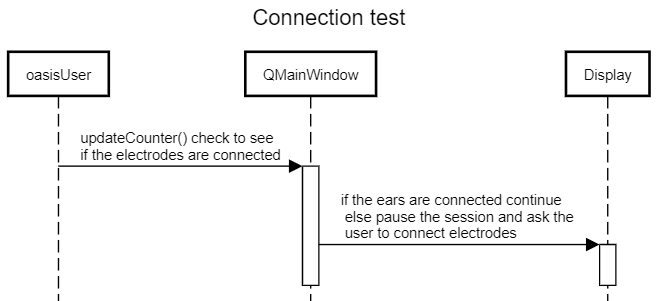 Connection test
oasisUser
QMainWindow
Display
updateCounter() check to see
if the electrodes are connected
if the ears are connected continue
else pause the session and ask the
user to connect electrodes